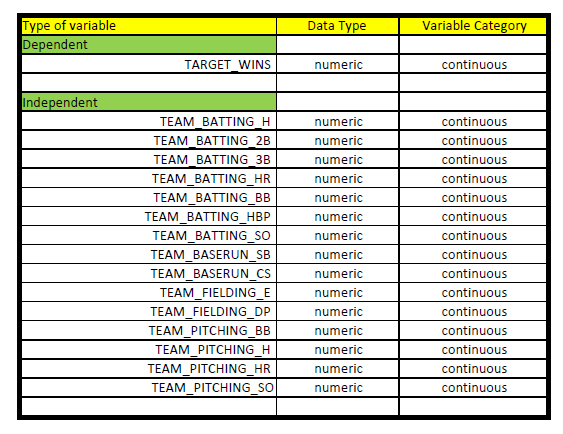 Type of variable Data Type Variable Category
Dependent
TARGET_WINS numeric continuous
Independent
TEAM_BATTING_H numeric continuous
TEAM_BATTING_2B numeric continuous
TEAM_BATTING_3B numeric continuous
TEAM_BATTING_HR numeric continuous
TEAM_BATTING_BB numeric continuous
TEAM_BATTING_HBP numeric continuous
TEAM_BATTING_SO numeric continuous
TEAM_BASERUN_SB numeric continuous
TEAM_BASERUN_CS numeric continuous
TEAM_FIELDING_E numeric continuous
TEAM_FIELDING_DP numeric continuous
TEAM_PITCHING_BB numeric continuous
TEAM_PITCHING_H numeric continuous
TEAM_PITCHING_HR numeric continuous
TEAM_PITCHING_SO numeric continuous